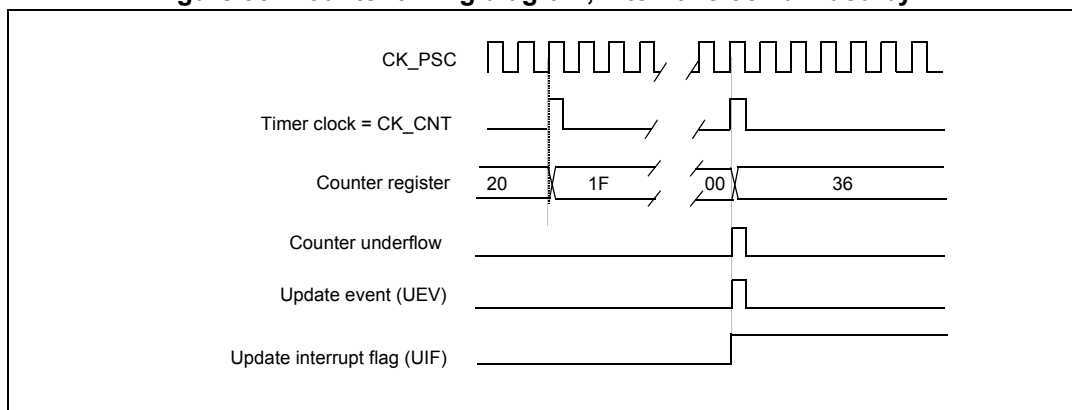 CK_PSC
Timer clock = CK_CNT
Counter register 20 1F 00 36
Counter underflow
Update event (UEV)
Update interrupt flag (UIF)